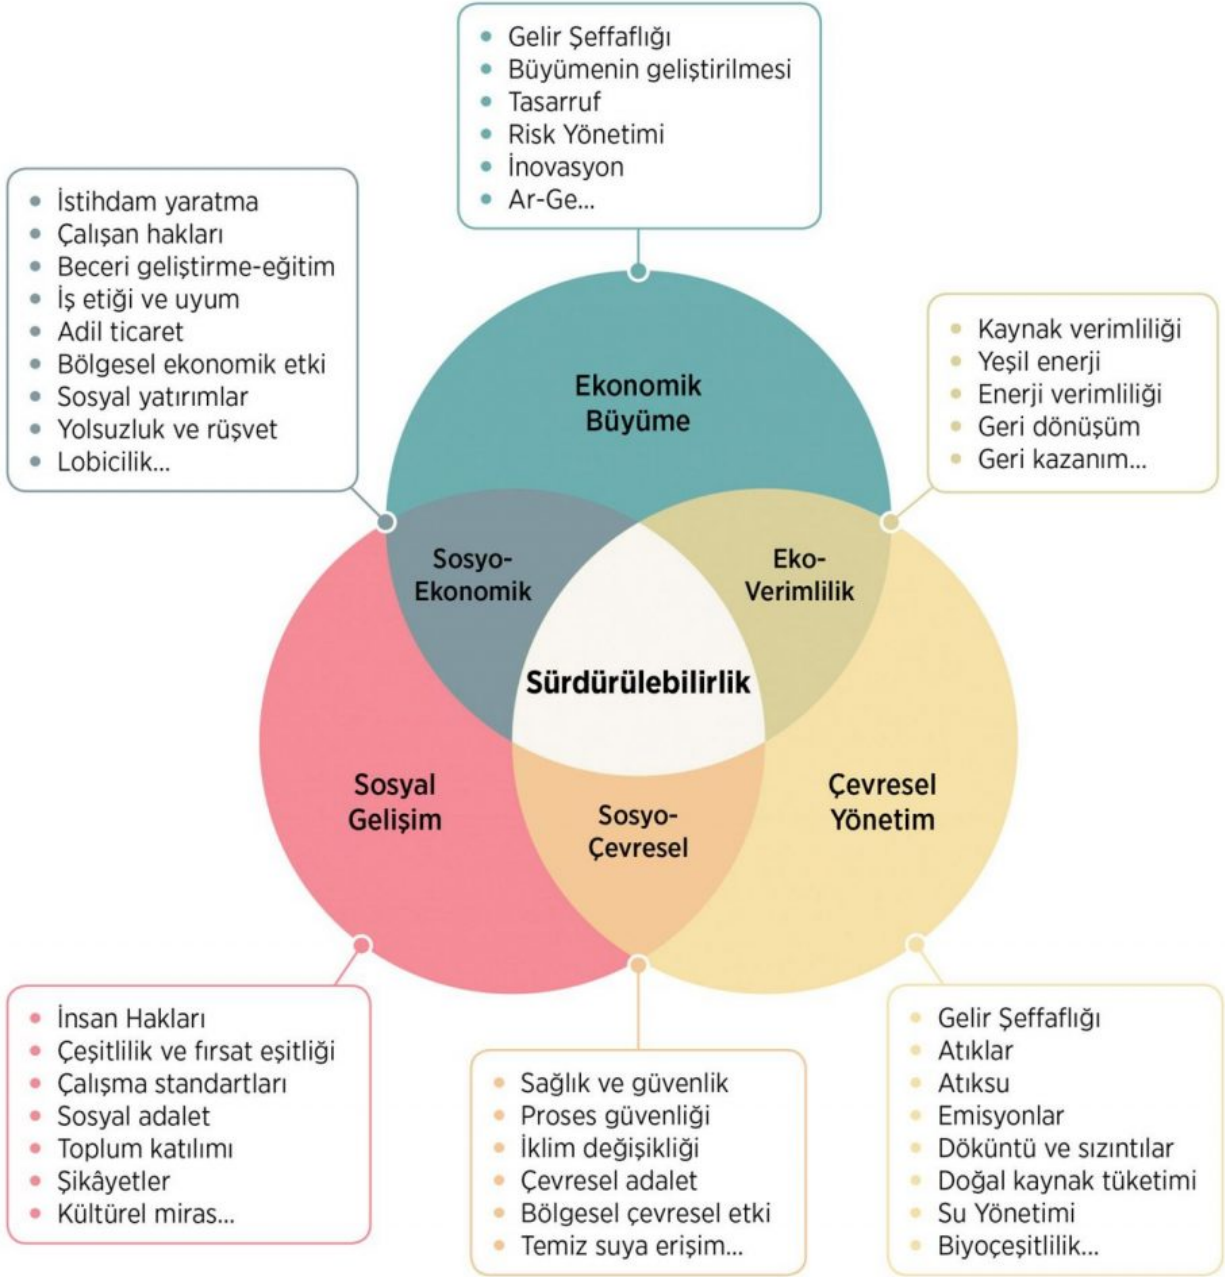 Gelir Şeffaflığı
Büyümenin geliştirilmesi
Tasarruf
Risk Yönetimi
İnovasyon
Ar-Ge...
İstihdam yaratma
Çalışan hakları
Beceri geliştirme-eğitim
İş etiği ve uyum
Adil ticaret
Bölgesel ekonomik etki
Sosyal yatırımlar
Yolsuzluk ve rüşvet
Lobicilik...
Kaynak verimliliği
Yeşil enerji
Enerji verimliliği
Geri dönüşüm
Geri kazanım...
Ekonomik
Büyüme
Sosyo-
Ekonomik
Eko-
Verimlilik
Sürdürülebilirlik
Sosyal
Gelişim
Sosyo-
Çevresel
Çevresel
Yönetim
İnsan Hakları
Çeşitlilik ve fırsat eşitliği
Çalışma standartları
Sosyal adalet
Toplum katılımı
Şikâyetler
Kültürel miras...
Sağlık ve güvenlik
Proses güvenliği
İklim değişikliği
Çevresel adalet
Bölgesel çevresel etki
Temiz suya erişim...
Gelir Şeffaflığı
Atıklar
Atıksu
Emisyonlar
Döküntü ve sızıntılar
Doğal kaynak tüketimi
Su Yönetimi
Biyoçeşitlilik...